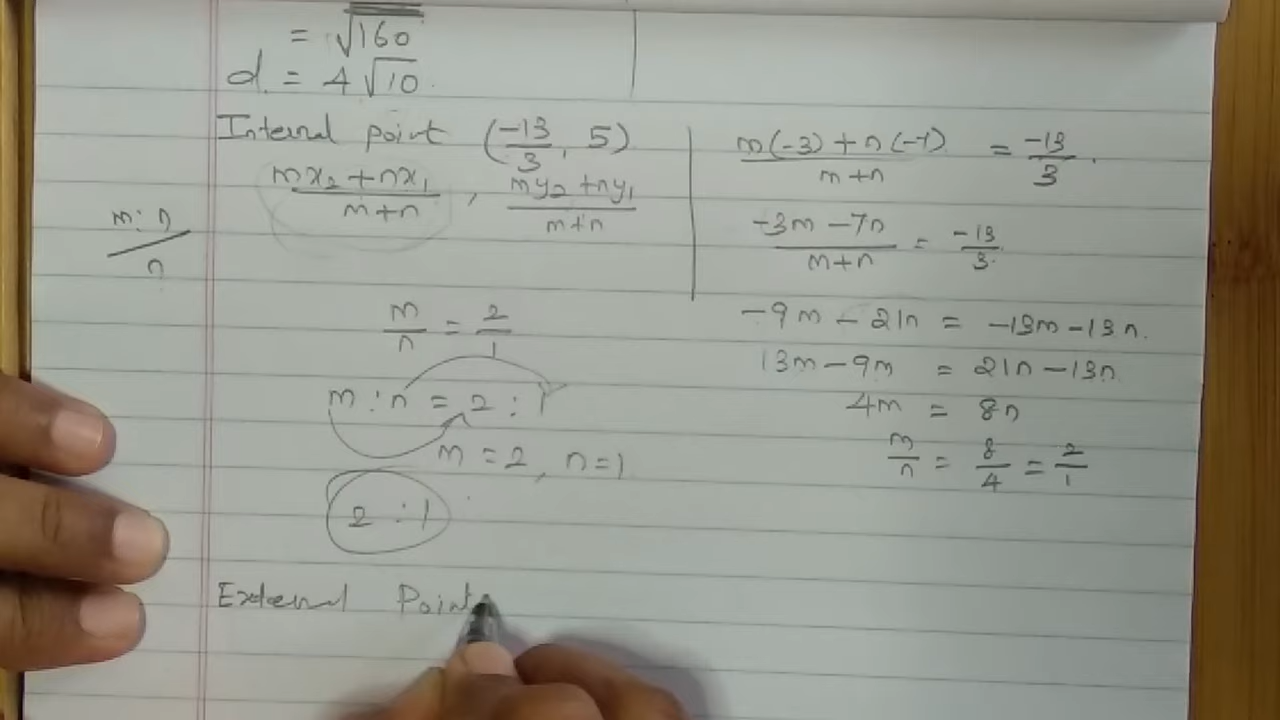 = √160
d = 4√10
Internal point (-13/3, 5)
mx₂ + nx₁ / m+n , my₂ + ny₁ / m+n
m : n
n
m/n = 2/1
m : n = 2 : 1
m = 2, n = 1
2 : 1
External Point
m(-3) + n(-7) / m+n = -13/3
-3m - 7n / m+n = -13/3
-9m - 21n = -13m - 13n
13m - 9m = 21n - 13n
4m = 8n
m/n = 8/4 = 2/1